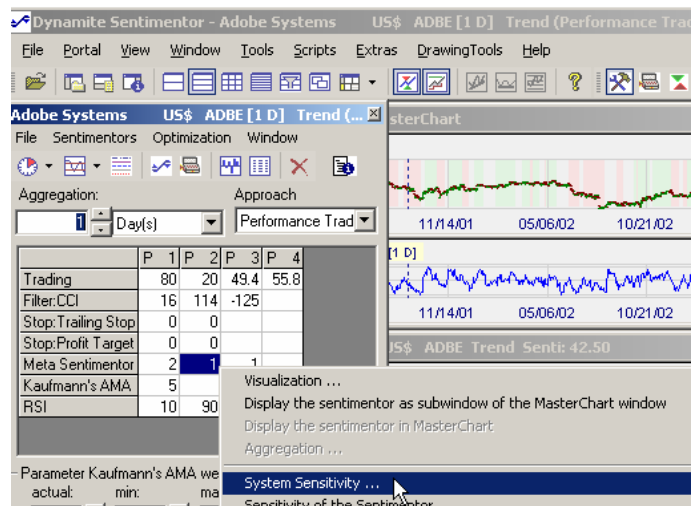 Dynamite Sentimentor - Adobe Systems US$ ADBE [1 D] Trend (Performance Trad
File Portal View Window Tools Scripts Extras DrawingTools Help
Adobe Systems US$ ADBE [1 D] Trend (...
sterChart
File Sentimentors Optimization Window
Aggregation: Approach
1 Day(s) Performance Trad
11/14/01 05/06/02 10/21/02
[1 D]
P 1 P 2 P 3 P 4
Trading 80 20 49.4 55.8
Filter:CCI 16 114 -125
Stop:Trailing Stop 0 0
11/14/01 05/06/02 10/21/02
Stop:Profit Target 0 0
US$ ADBE Trend Senti: 42.50
Meta Sentimentor 2 1 1
Kaufmann's AMA 5
RSI 10 90
Visualization ...
Display the sentimentor as subwindow of the MasterChart window
Display the sentimentor in MasterChart
Aggregation ...
System Sensitivity ...
Sensitivity of the Sentimentor
Parameter Kaufmann's AMA we
actual: min: ma